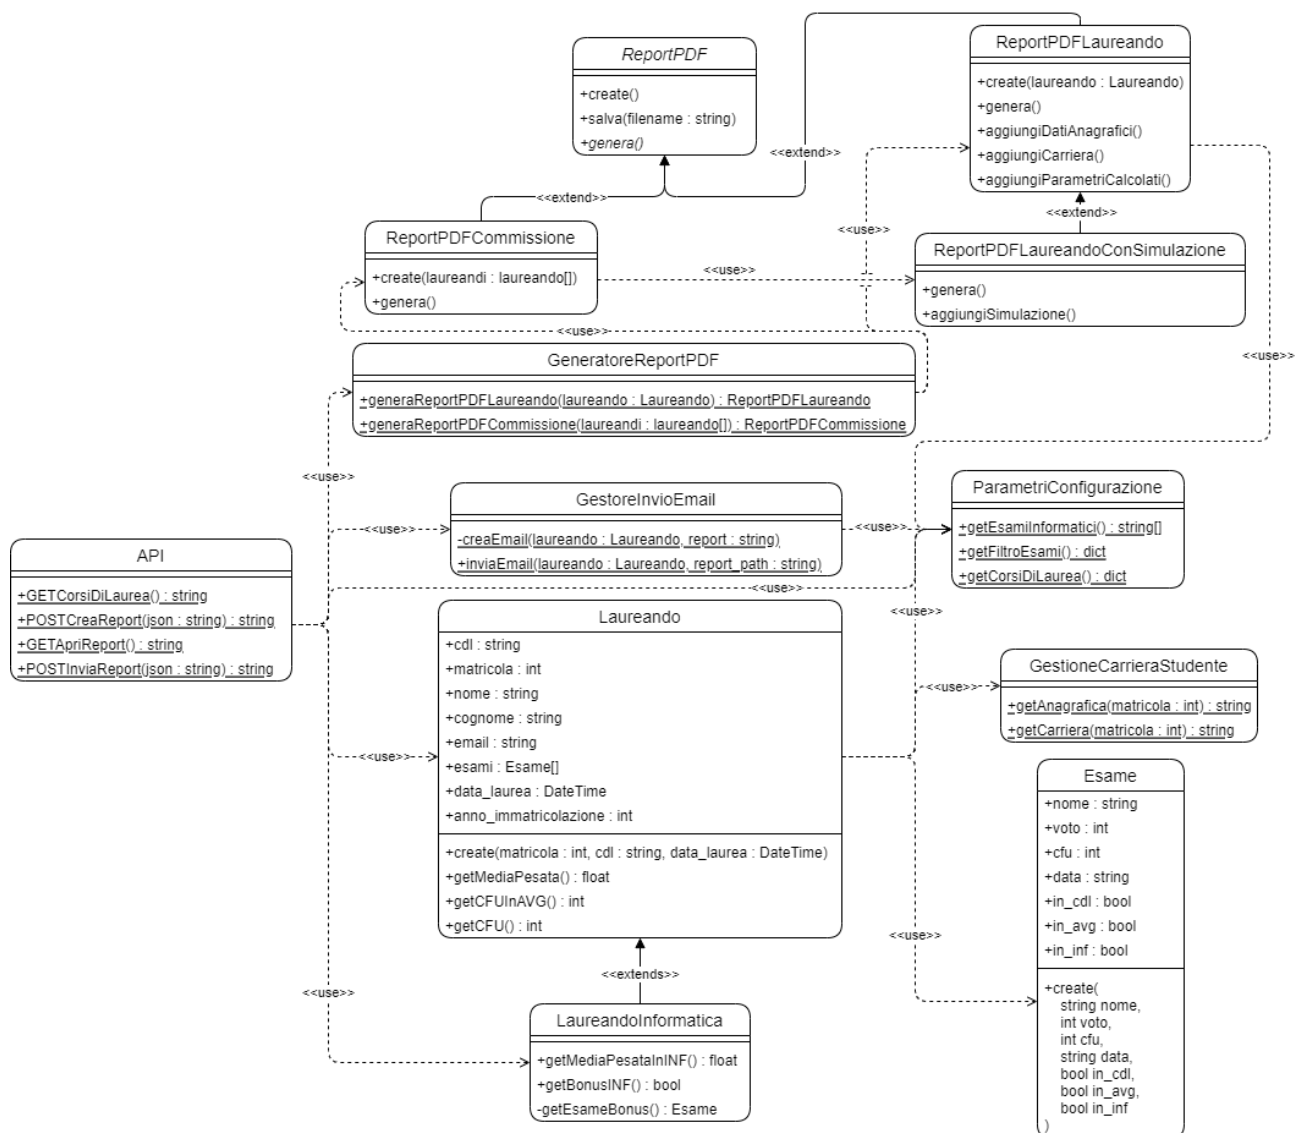 ReportPDF
+create()
+salva(filename : string)
+genera()
ReportPDFLaureando
+create(laureando : Laureando)
+genera()
+aggiungiDatiAnagrafici()
+aggiungiCarriera()
+aggiungiParametriCalcolati()
<<extend>>
<<extend>>
<<extend>>
<<use>>
ReportPDFCommissione
+create(laureandi : laureando[])
+genera()
<<use>>
ReportPDFLaureandoConSimulazione
+genera()
+aggiungiSimulazione()
<<use>>
<<use>>
GeneratoreReportPDF
+generaReportPDFLaureando(laureando : Laureando) : ReportPDFLaureando
+generaReportPDFCommissione(laureandi : laureando[]) : ReportPDFCommissione
<<use>>
<<use>>
GestoreInvioEmail
-creaEmail(laureando : Laureando, report : string)
+inviaEmail(laureando : Laureando, report_path : string)
<<use>>
ParametriConfigurazione
+getEsamiInformatici() : string[]
+getFiltroEsami() : dict
+getCorsiDiLaurea() : dict
<<use>>
API
+GETCorsiDiLaurea() : string
+POSTCreaReport(json : string) : string
+GETApriReport() : string
+POSTInviaReport(json : string) : string
<<use>>
Laureando
+cdl : string
+matricola : int
+nome : string
+cognome : string
+email : string
+esami : Esame[]
+data_laurea : DateTime
+anno_immatricolazione : int
+create(matricola : int, cdl : string, data_laurea : DateTime)
+getMediaPesata() : float
+getCFUInAVG() : int
+getCFU() : int
<<use>>
<<use>>
GestioneCarrieraStudente
+getAnagrafica(matricola : int) : string
+getCarriera(matricola : int) : string
Esame
+nome : string
+voto : int
+cfu : int
+data : string
+in_cdl : bool
+in_avg : bool
+in_inf : bool
+create(
string nome,
int voto,
int cfu,
string data,
bool in_cdl,
bool in_avg,
bool in_inf
)
<<use>>
<<extends>>
<<use>>
LaureandoInformatica
+getMediaPesataInINF() : float
+getBonusINF() : bool
-getEsameBonus() : Esame